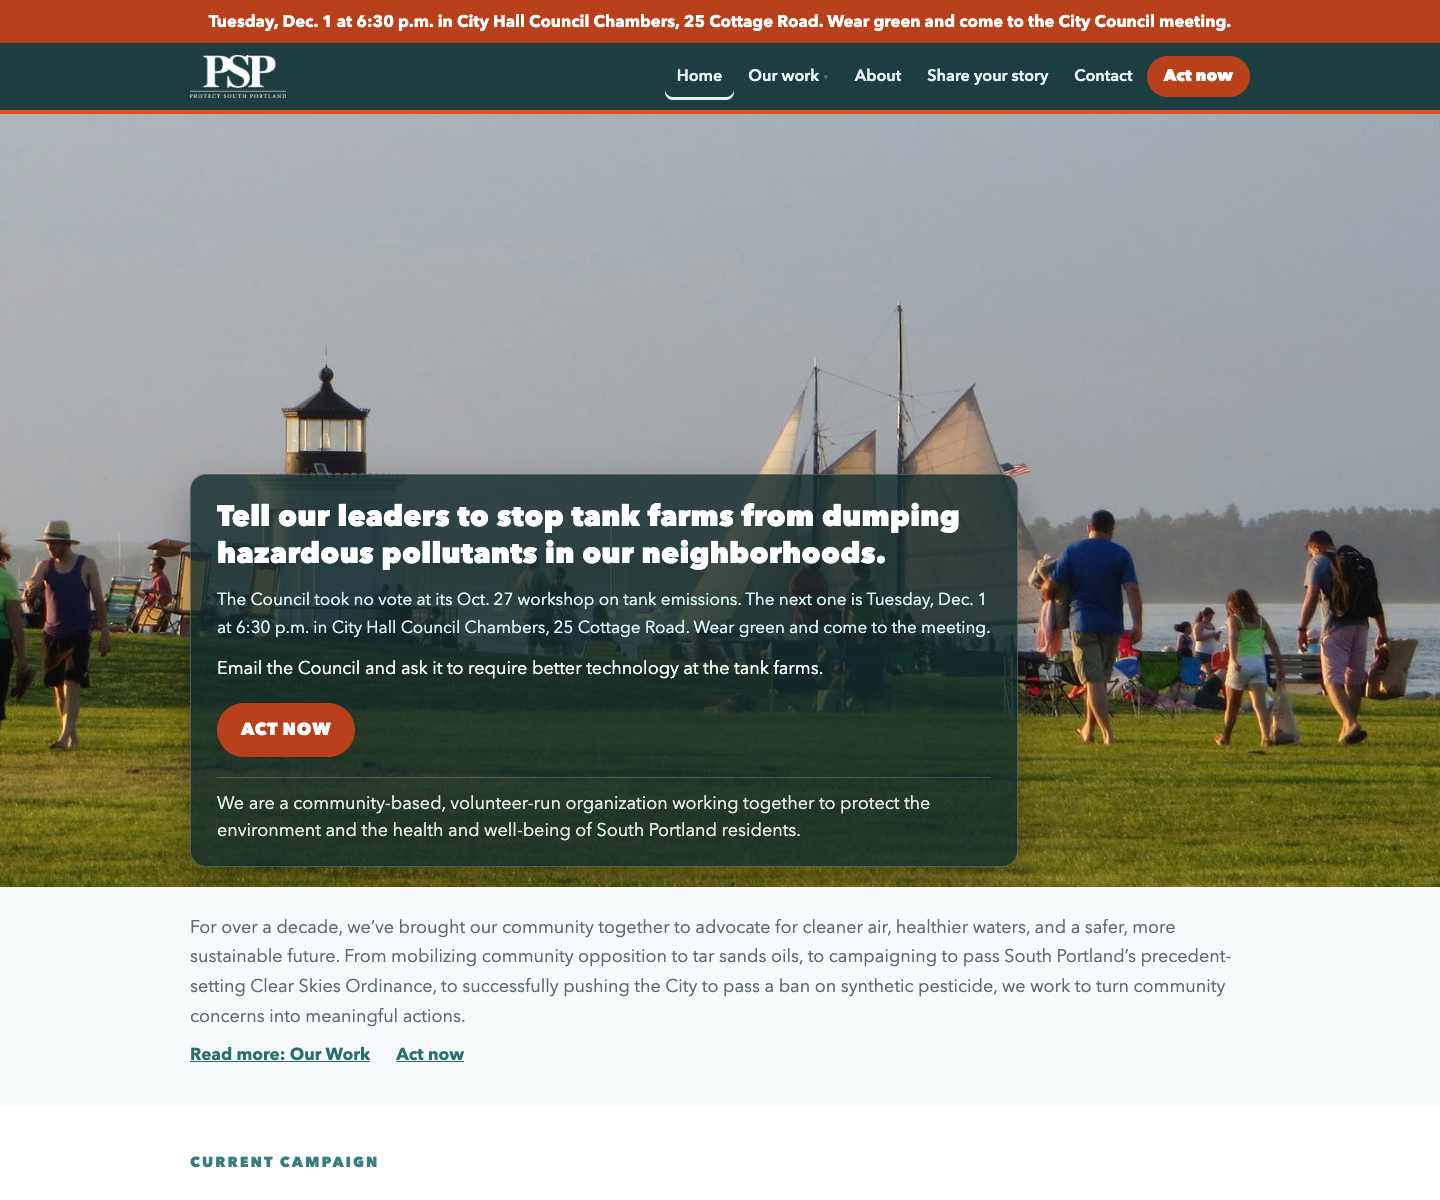 Tuesday, Dec. 1 at 6:30 p.m. in City Hall Council Chambers, 25 Cottage Road. Wear green and come to the City Council meeting.
PSP
PROTECT SOUTH PORTLAND
Home
Our work
About
Share your story
Contact
Act now
Tell our leaders to stop tank farms from dumping
hazardous pollutants in our neighborhoods.
The Council took no vote at its Oct. 27 workshop on tank emissions. The next one is Tuesday, Dec. 1
at 6:30 p.m. in City Hall Council Chambers, 25 Cottage Road. Wear green and come to the meeting.
Email the Council and ask it to require better technology at the tank farms.
ACT NOW
We are a community-based, volunteer-run organization working together to protect the
environment and the health and well-being of South Portland residents.
For over a decade, we’ve brought our community together to advocate for cleaner air, healthier waters, and a safer, more
sustainable future. From mobilizing community opposition to tar sands oils, to campaigning to pass South Portland’s precedent-
setting Clear Skies Ordinance, to successfully pushing the City to pass a ban on synthetic pesticide, we work to turn community
concerns into meaningful actions.
Read more: Our Work
Act now
CURRENT CAMPAIGN